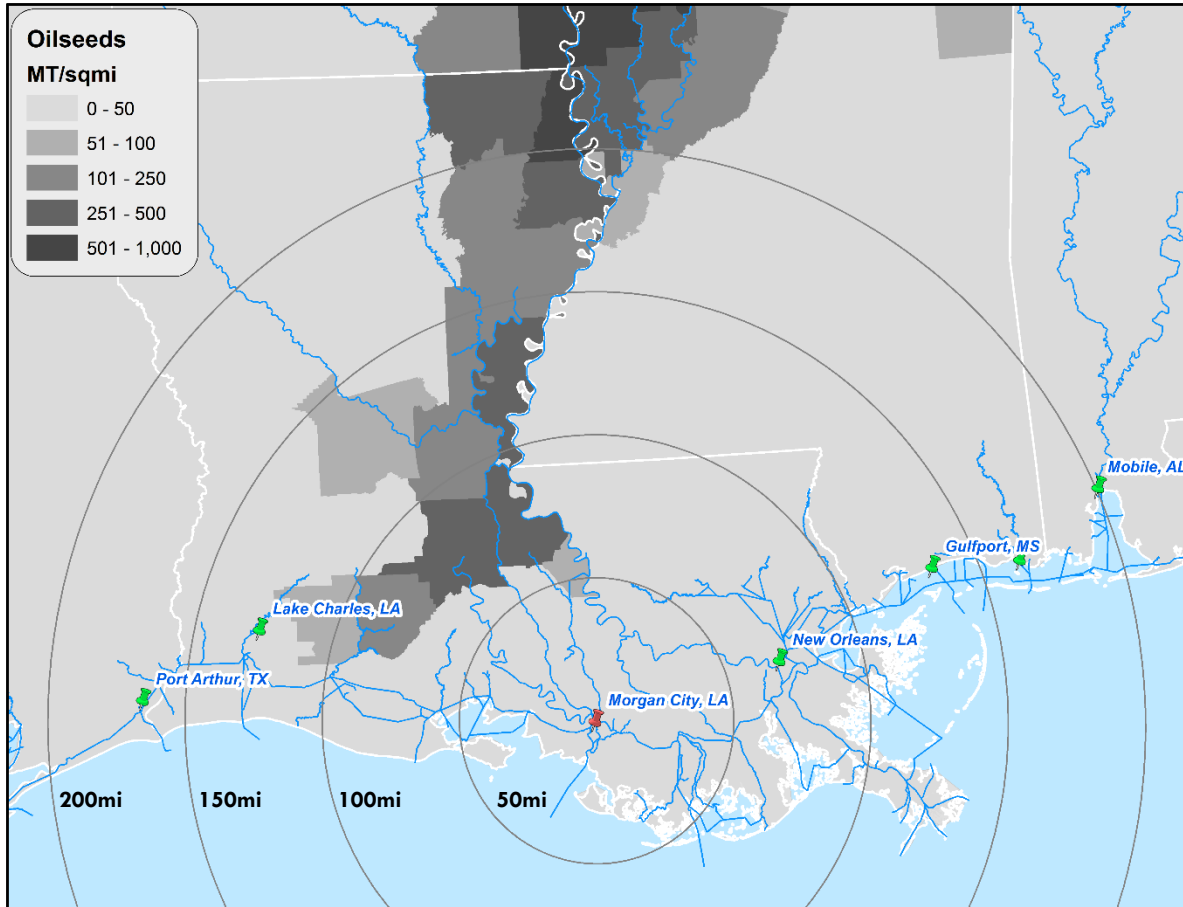 Oilseeds
MT/sqmi
0 - 50
51 - 100
101 - 250
251 - 500
501 - 1,000
Mobile, AL
Gulfport, MS
Lake Charles, LA
New Orleans, LA
Port Arthur, TX
Morgan City, LA
200mi
150mi
100mi
50mi